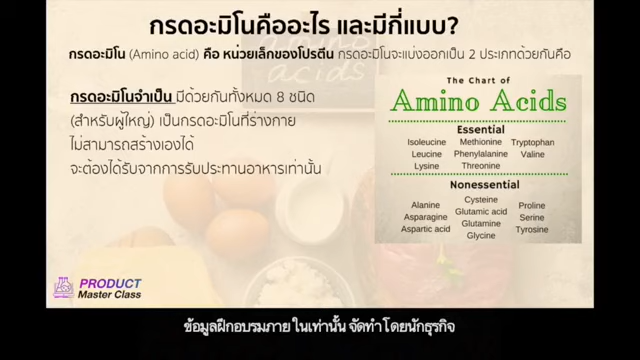 กรดอะมิโนคืออะไร และมีกี่แบบ?
กรดอะมิโน (Amino acid) คือ หน่วยเล็กของโปรตีน กรดอะมิโนจะแบ่งออกเป็น 2 ประเภทด้วยกันคือ
amino
acids
กรดอะมิโนจำเป็น มีด้วยกันทั้งหมด 8 ชนิด
(สำหรับผู้ใหญ่) เป็นกรดอะมิโนที่ร่างกาย
ไม่สามารถสร้างเองได้
จะต้องได้รับจากการรับประทานอาหารเท่านั้น
The Chart of
Amino Acids
Essential
Isoleucine Methionine Tryptophan
Leucine Phenylalanine Valine
Lysine Threonine
Nonessential
Alanine Cysteine Proline
Asparagine Glutamic acid Serine
Aspartic acid Glutamine Tyrosine
Glycine
PRODUCT
Master Class
ข้อมูลฝึกอบรมภายในเท่านั้น จัดทำโดยนักธุรกิจ